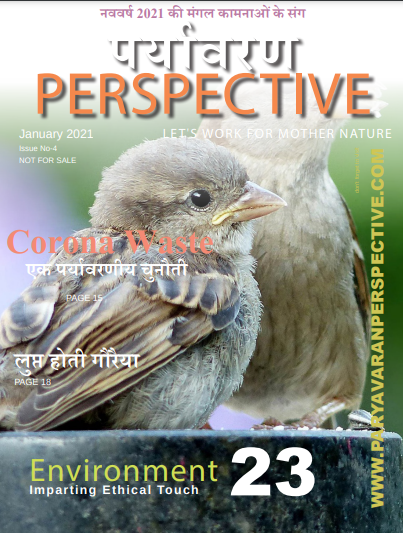 नववर्ष 2021 की मंगल कामनाओं के संग
पर्यावरण
PERSPECTIVE
January 2021
LET'S WORK FOR MOTHER NATURE
Issue No-4
NOT FOR SALE
Corona Waste
एक पर्यावरणीय चुनौती
PAGE 15
लुप्त होती गौरैया
PAGE 18
Environment
Imparting Ethical Touch
23
WWW.PARYAVARANPERSPECTIVE.COM